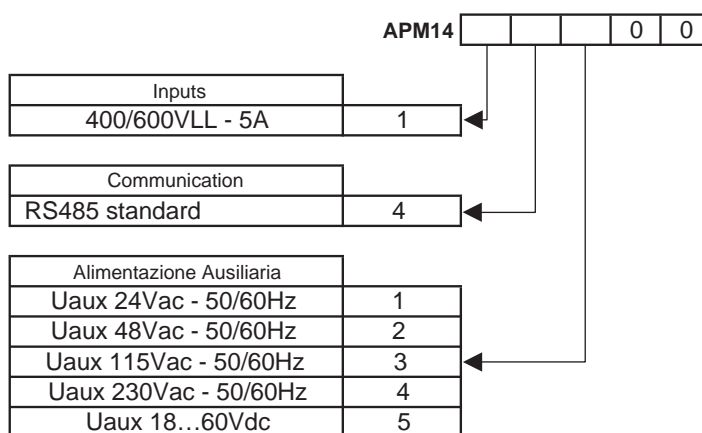 APM14 0 0
Inputs
400/600VLL - 5A 1
Communication
RS485 standard 4
Alimentazione Ausiliaria
Uaux 24Vac - 50/60Hz 1
Uaux 48Vac - 50/60Hz 2
Uaux 115Vac - 50/60Hz 3
Uaux 230Vac - 50/60Hz 4
Uaux 18…60Vdc 5